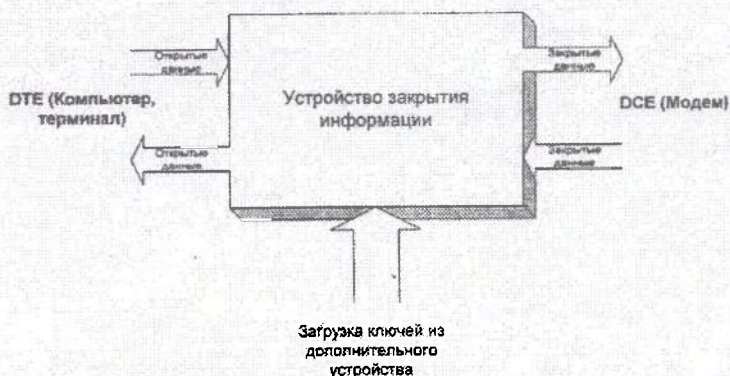 Открытые
данные
Закрытые
данные
DTE (Компьютер,
терминал)
Устройство закрытия
информации
DCE (Модем)
Открытые
данные
Закрытые
данные
Загрузка ключей из
дополнительного
устройства